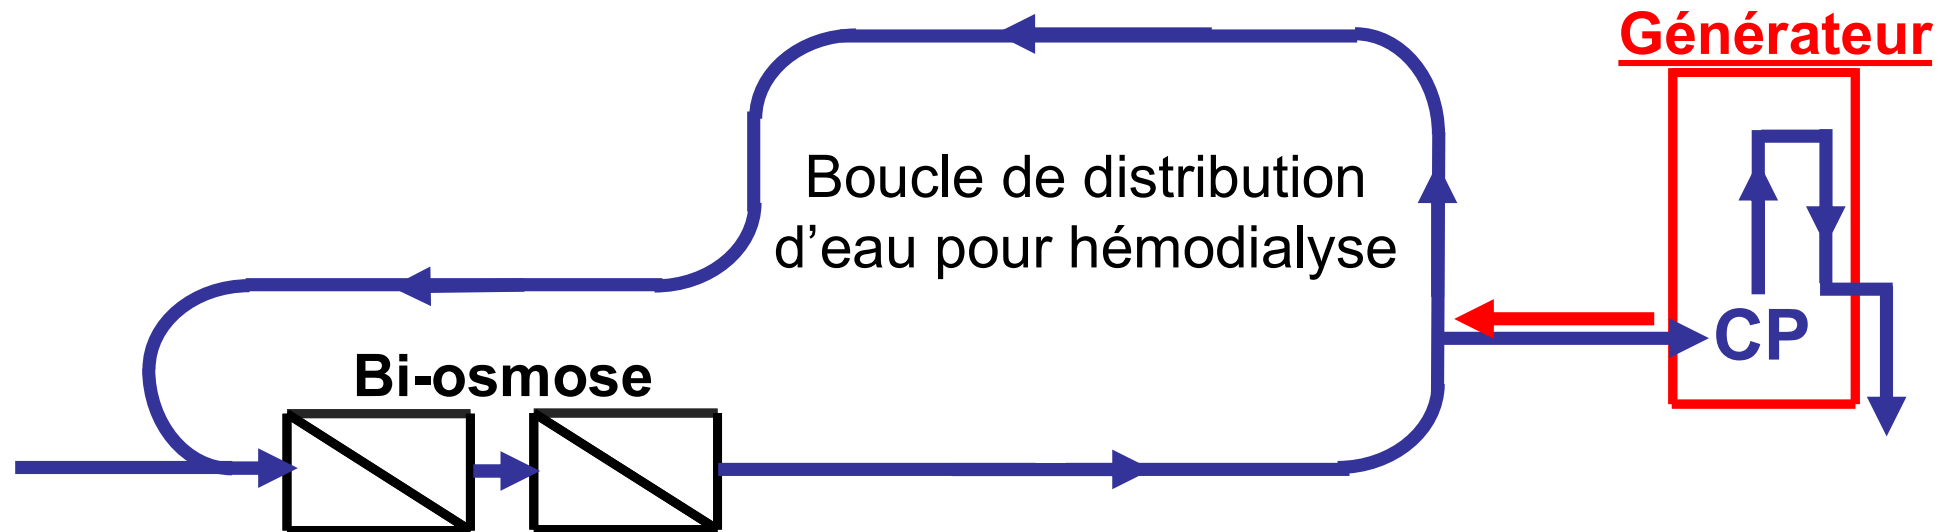 Générateur
Boucle de distribution
d’eau pour hémodialyse
CP
Bi-osmose